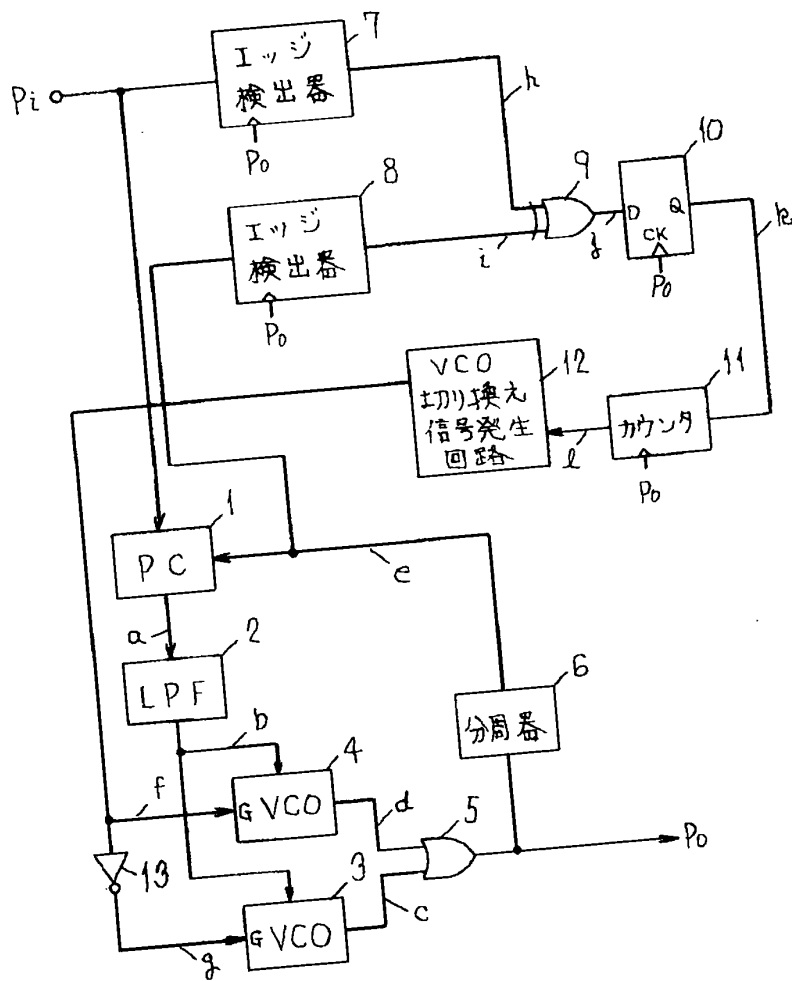 7
エッジ
検出器
Pi
Po
h
8
エッジ
検出器
Po
i
9
j
10
D Q
CK
Po
k
VCO
切り換え
信号発生
回路
12
l
11
カウンタ
Po
1
PC
e
a
2
LPF
b
6
分周器
f
4
G VCO
d
5
Po
13
3
G VCO
c
g